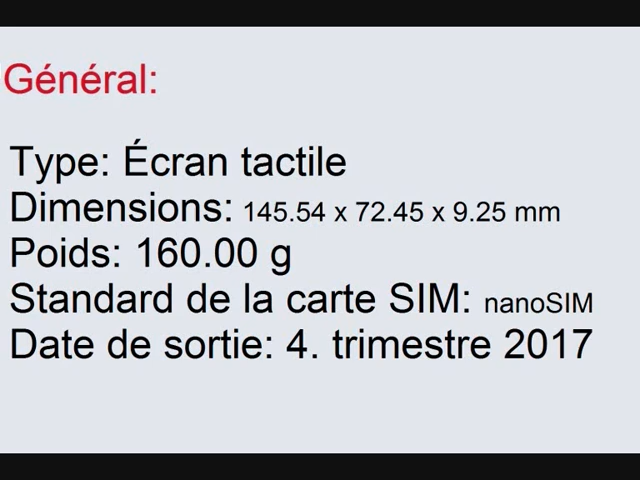 Général:
Type: Écran tactile
Dimensions: 145.54 x 72.45 x 9.25 mm
Poids: 160.00 g
Standard de la carte SIM: nanoSIM
Date de sortie: 4. trimestre 2017